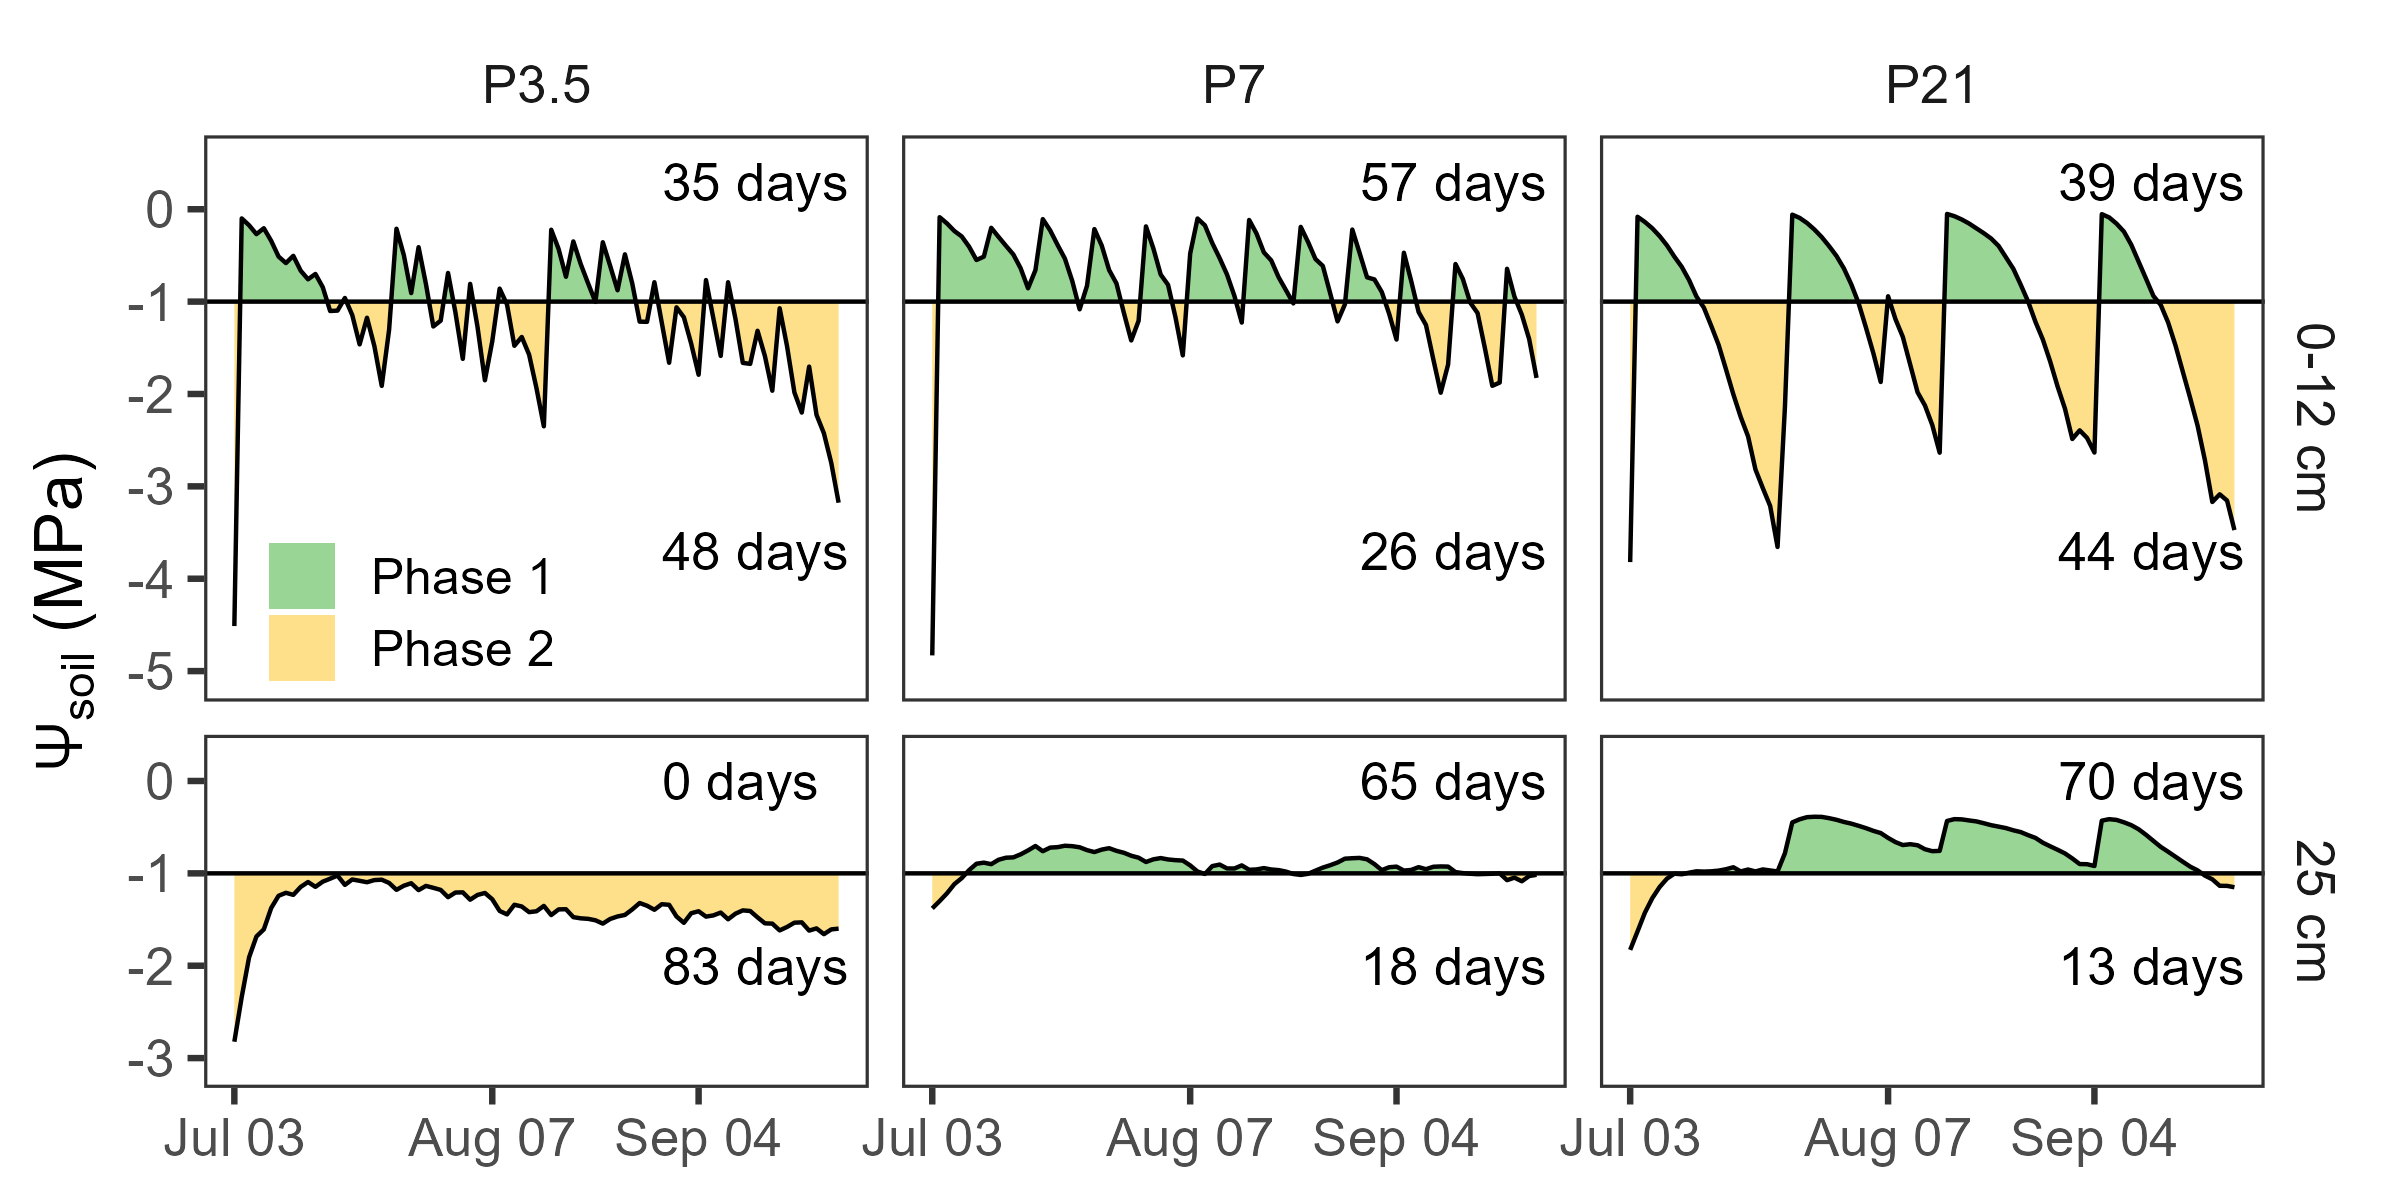 P3.5 P7 P21
35 days 57 days 39 days
0
-1
-2
-3
-4
-5
48 days 26 days 44 days
Phase 1
Phase 2
0-12 cm
Ψsoil (MPa)
0 days 65 days 70 days
0
-1
-2
-3
83 days 18 days 13 days
25 cm
Jul 03 Aug 07 Sep 04 Jul 03 Aug 07 Sep 04 Jul 03 Aug 07 Sep 04